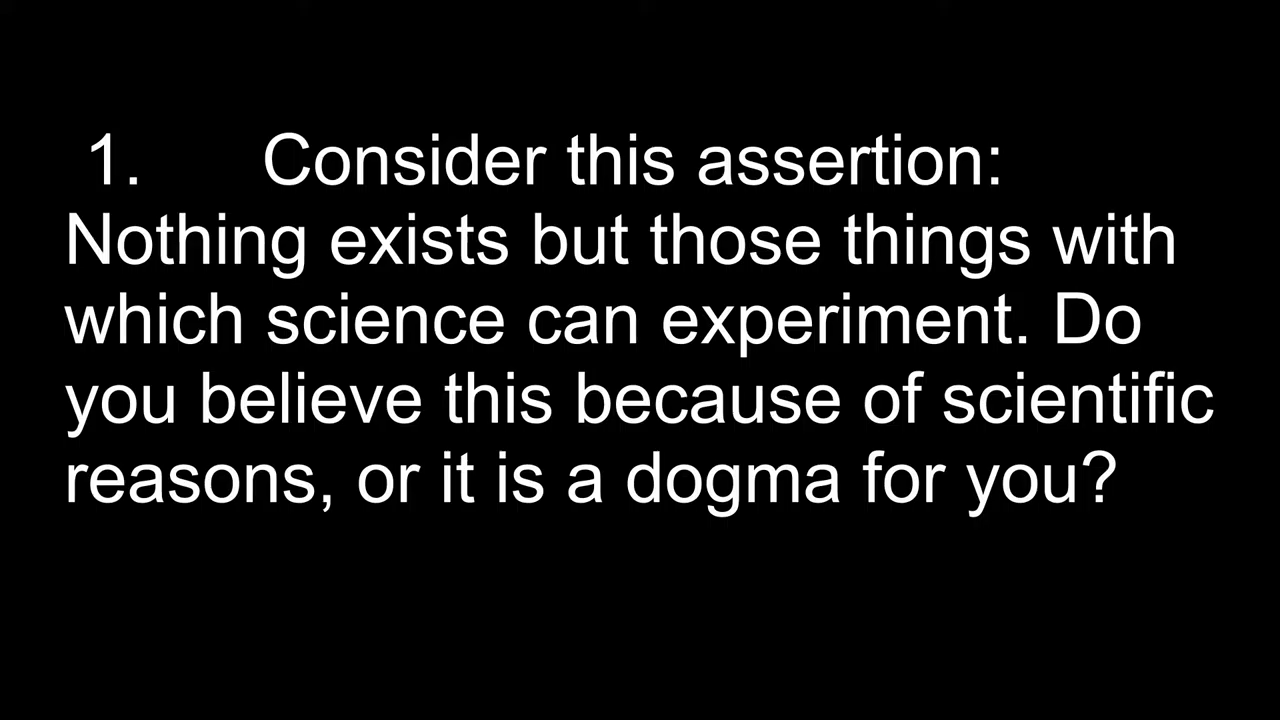 1. Consider this assertion:
Nothing exists but those things with
which science can experiment. Do
you believe this because of scientific
reasons, or it is a dogma for you?